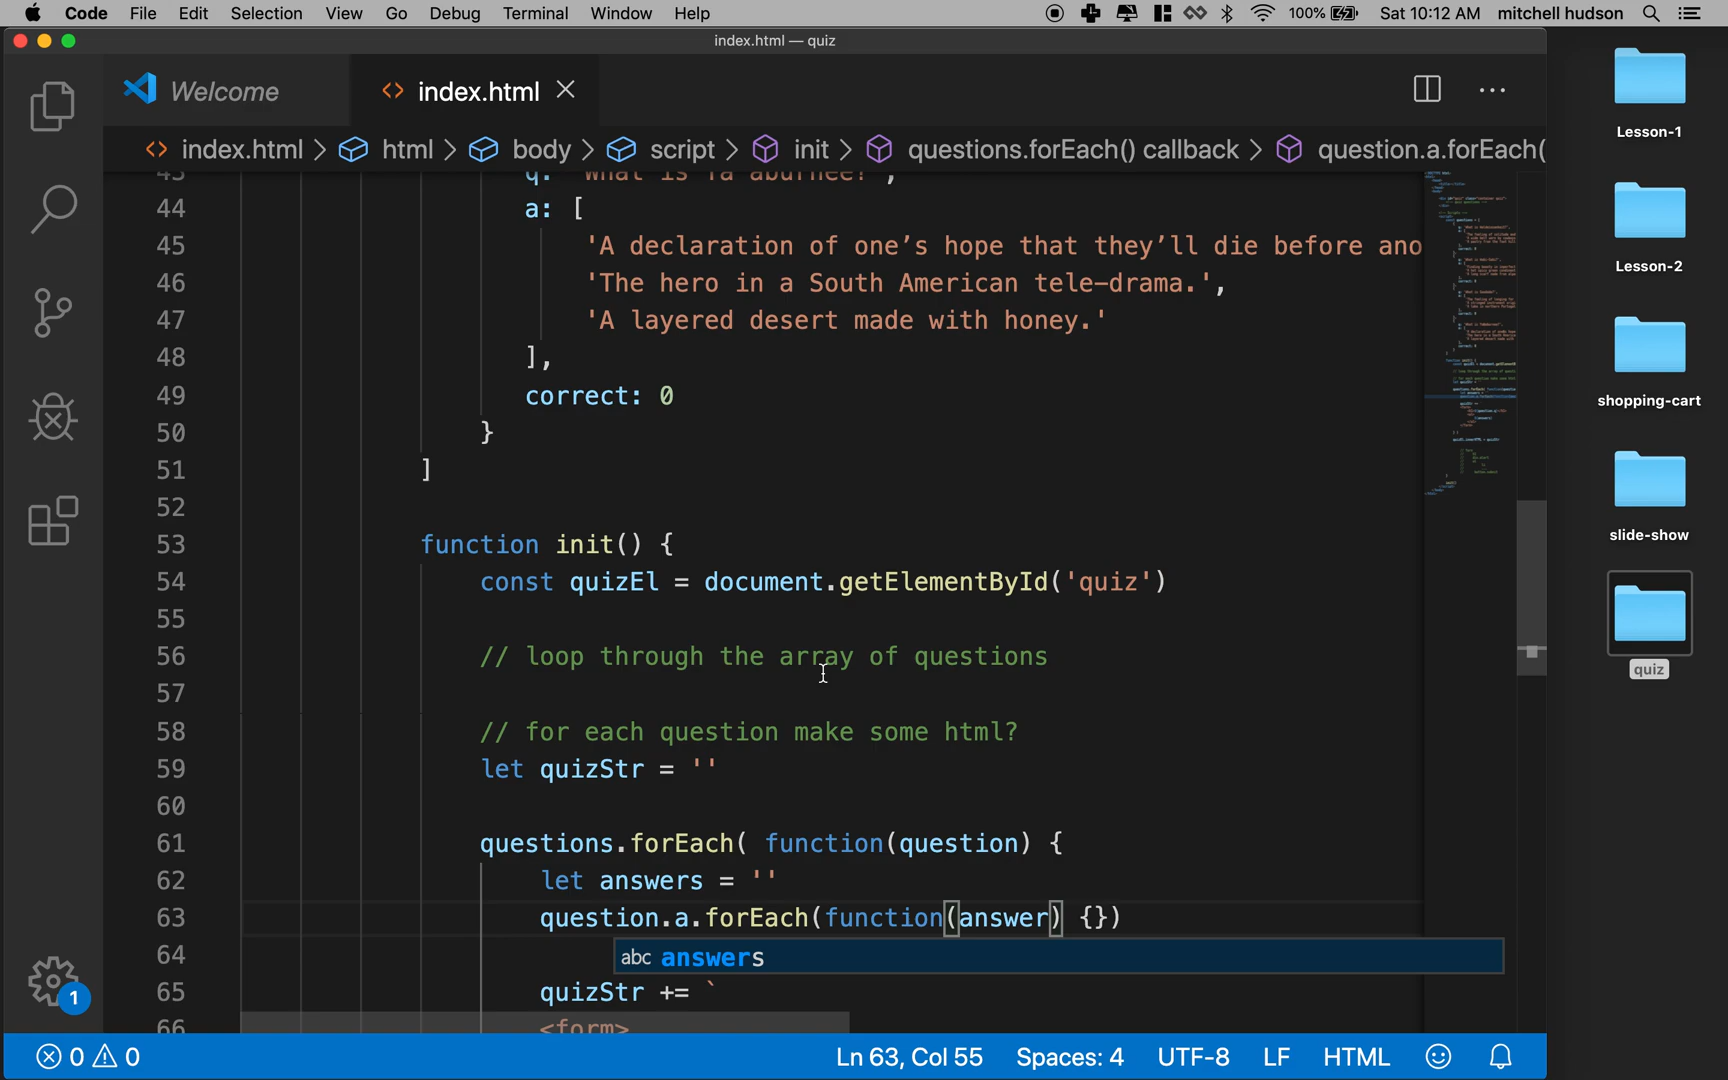 Code File Edit Selection View Go Debug Terminal Window Help 100% Sat 10:12 AM mitchell hudson
index.html — quiz
Welcome <> index.html
<> index.html > html > body > script > init > questions.forEach() callback > question.a.forEach(
43 q: 'What is Ya'aburnee?',
44 a: [
45 'A declaration of one’s hope that they’ll die before ano
46 'The hero in a South American tele-drama.',
47 'A layered desert made with honey.'
48 ],
49 correct: 0
50 }
51 ]
52
53 function init() {
54 const quizEl = document.getElementById('quiz')
55
56 // loop through the array of questions
57
58 // for each question make some html?
59 let quizStr = ''
60
61 questions.forEach( function(question) {
62 let answers = ''
63 question.a.forEach(function(answer) {})
64 abc answers
65 quizStr += `
66 <form>
1
0 0 Ln 63, Col 55 Spaces: 4 UTF-8 LF HTML
Lesson-1
Lesson-2
shopping-cart
slide-show
quiz